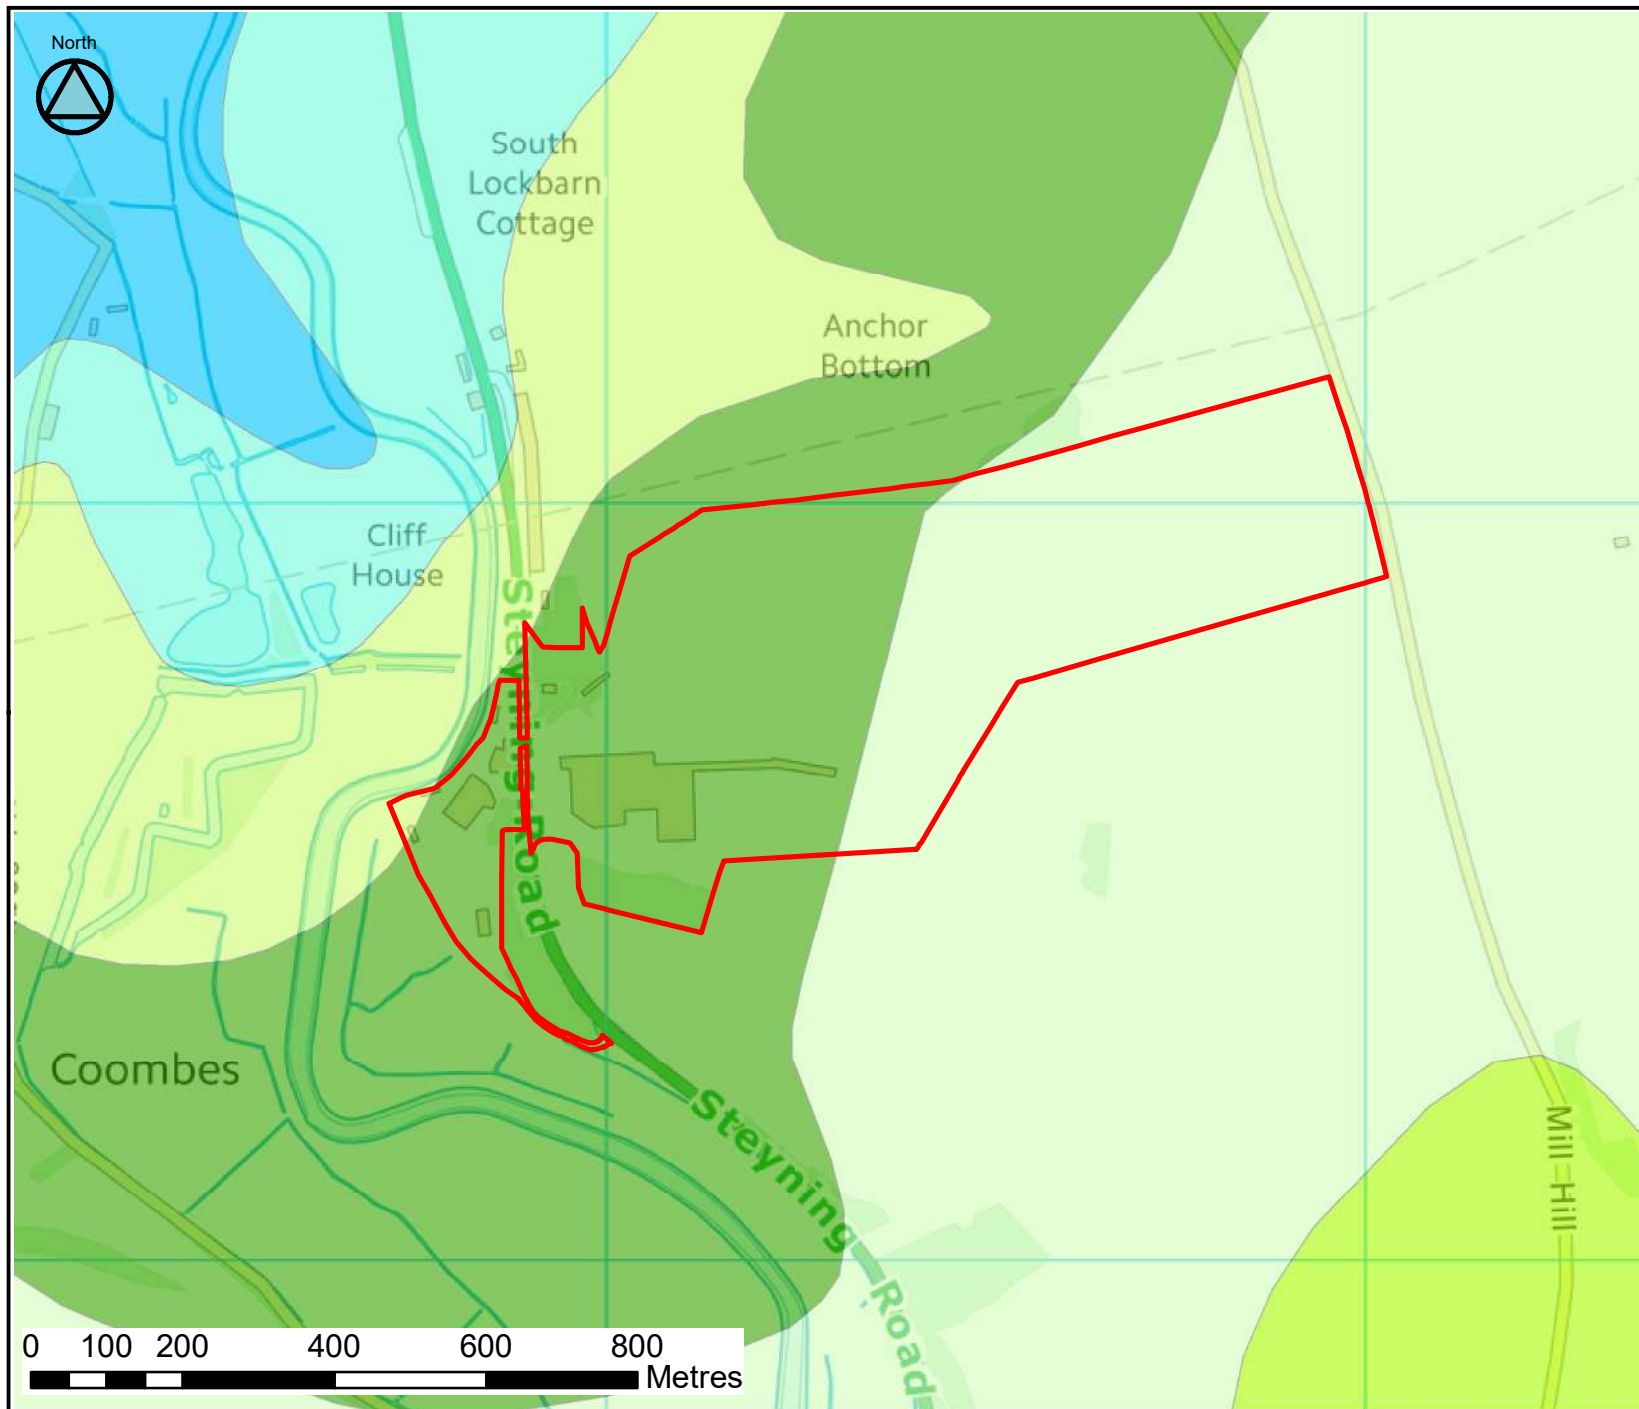 North
South
Lockbarn
Cottage
Anchor
Bottom
Cliff
House
Steyning Road
Coombes
Steyning
Road
Mill Hill
0 100 200 400 600 800
Metres